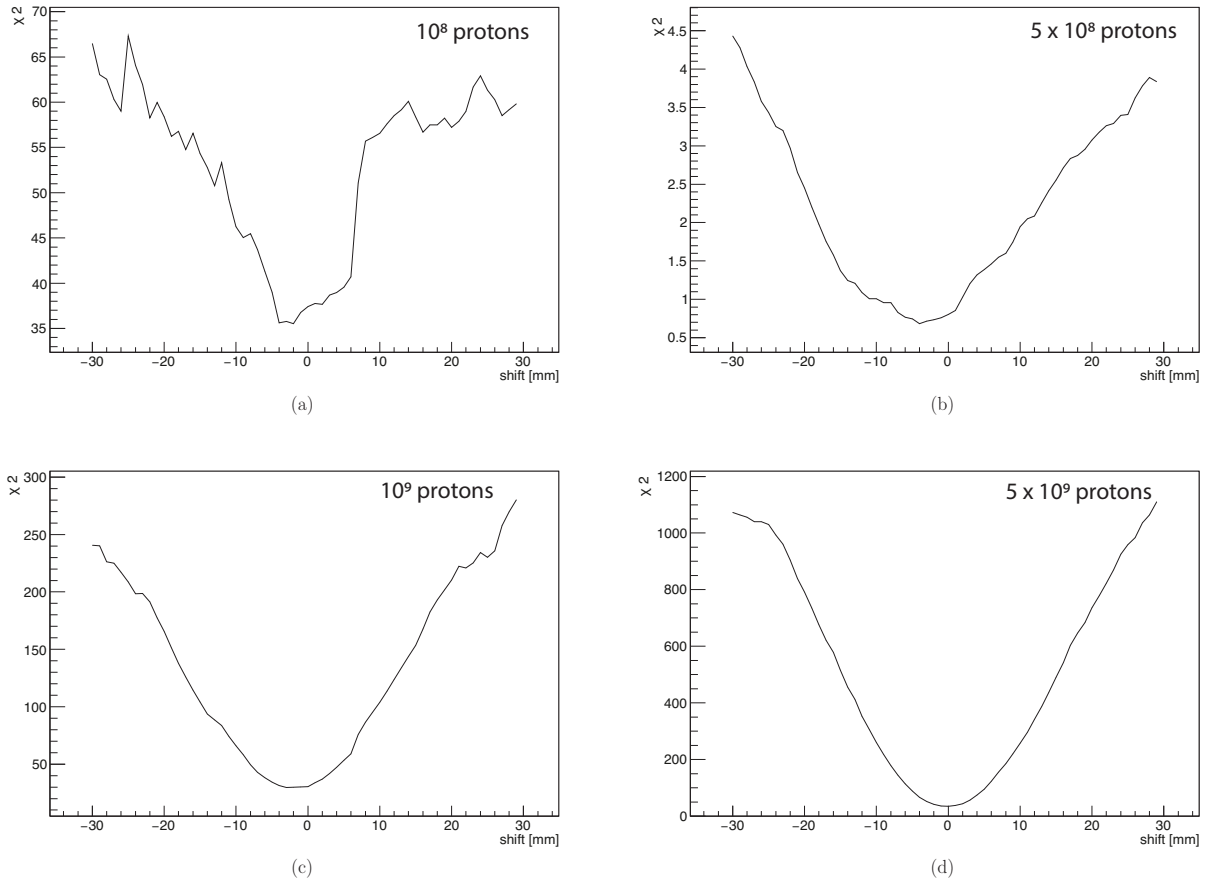 χ 2
10⁸ protons
70
65
60
55
50
45
40
35
−30 −20 −10 0 10 20 30
shift [mm]
(a)
χ 2
5 x 10⁸ protons
4.5
4
3.5
3
2.5
2
1.5
1
0.5
−30 −20 −10 0 10 20 30
shift [mm]
(b)
χ 2
10⁹ protons
300
250
200
150
100
50
−30 −20 −10 0 10 20 30
shift [mm]
(c)
χ 2
5 x 10⁹ protons
1200
1000
800
600
400
200
0
−30 −20 −10 0 10 20 30
shift [mm]
(d)